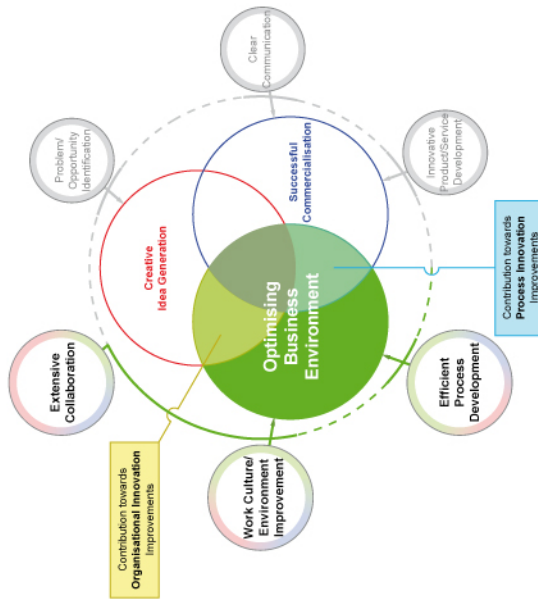 Clear
Communication
Problem/
Opportunity
Identification
Innovative
Product/Service
Development
Successful
Commercialisation
Creative
Idea Generation
Optimising
Business
Environment
Contribution towards
Process Innovation
Improvements
Extensive
Collaboration
Efficient
Process
Development
Work Culture/
Environment
Improvement
Contribution towards
Organisational Innovation
Improvements